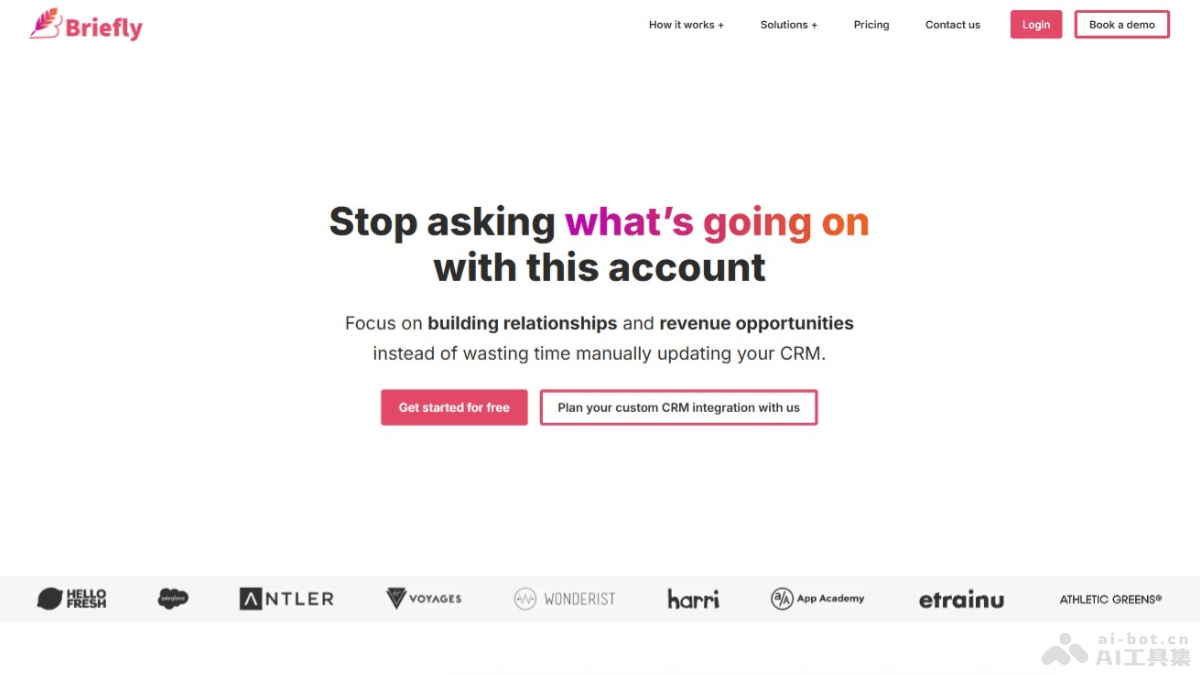 Briefly
How it works +
Solutions +
Pricing
Contact us
Login
Book a demo
Stop asking what’s going on
with this account
Focus on building relationships and revenue opportunities
instead of wasting time manually updating your CRM.
Get started for free
Plan your custom CRM integration with us
HELLO
FRESH
salesforce
ANTLER
VOYAGES
WONDERIST
harri
a/A App Academy
etrainu
ATHLETIC GREENS®
ai-bot.cn
AI工具集